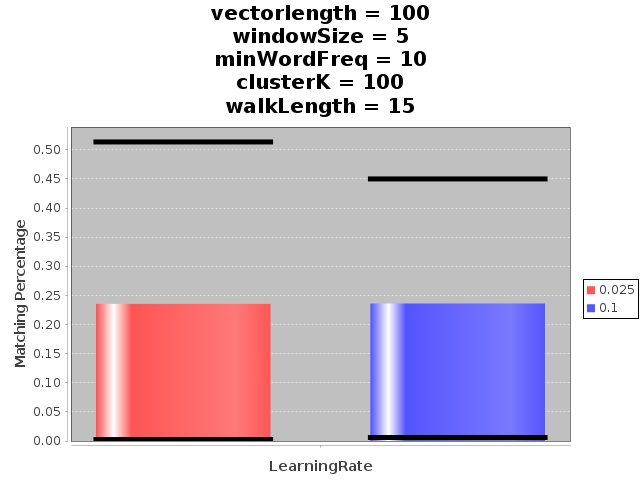 vectorlength = 100
windowSize = 5
minWordFreq = 10
clusterK = 100
walkLength = 15
Matching Percentage
0.50
0.45
0.40
0.35
0.30
0.25
0.20
0.15
0.10
0.05
0.00
LearningRate
0.025
0.1